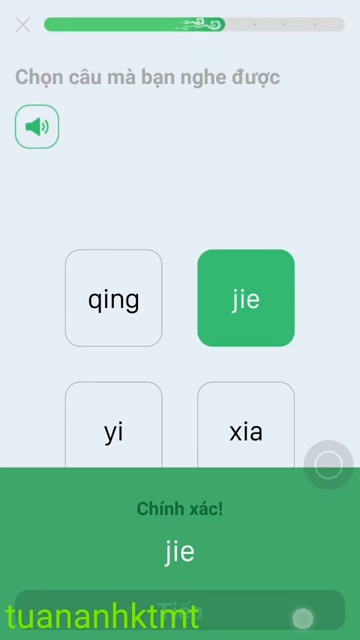 Chọn câu mà bạn nghe được
qing
jie
yi
xia
Chính xác!
jie
tuananhktmt